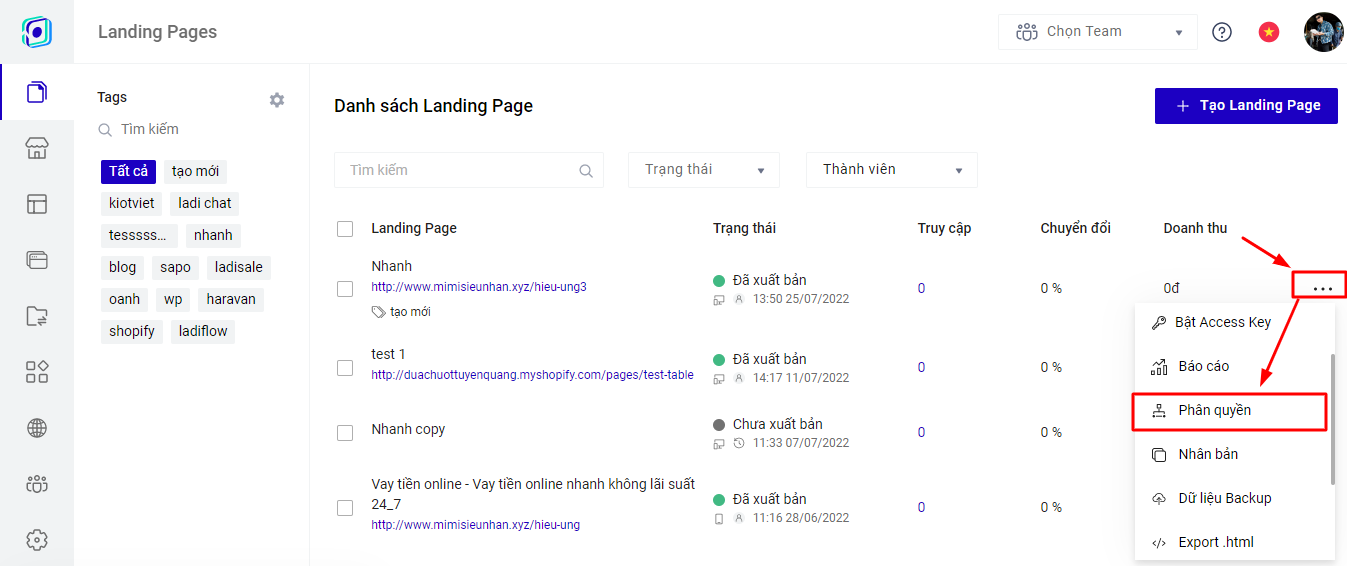 Landing Pages
Chọn Team
Tags
Tìm kiếm
Tất cả tạo mới
kiotviet ladi chat
tesssss... nhanh
blog sapo ladisale
oanh wp haravan
shopify ladiflow
Danh sách Landing Page
+ Tạo Landing Page
Tìm kiếm Trạng thái Thành viên
Landing Page Trạng thái Truy cập Chuyển đổi Doanh thu
Nhanh
http://www.mimisieunhan.xyz/hieu-ung3
tạo mới
Đã xuất bản
13:50 25/07/2022
0 0 % 0đ
test 1
http://duachuottuyenquang.myshopify.com/pages/test-table
Đã xuất bản
14:17 11/07/2022
0 0 %
Nhanh copy
Chưa xuất bản
11:33 07/07/2022
0 0 %
Vay tiền online - Vay tiền online nhanh không lãi suất
24_7
http://www.mimisieunhan.xyz/hieu-ung
Đã xuất bản
11:16 28/06/2022
0 0 %
Bật Access Key
Báo cáo
Phân quyền
Nhân bản
Dữ liệu Backup
Export .html